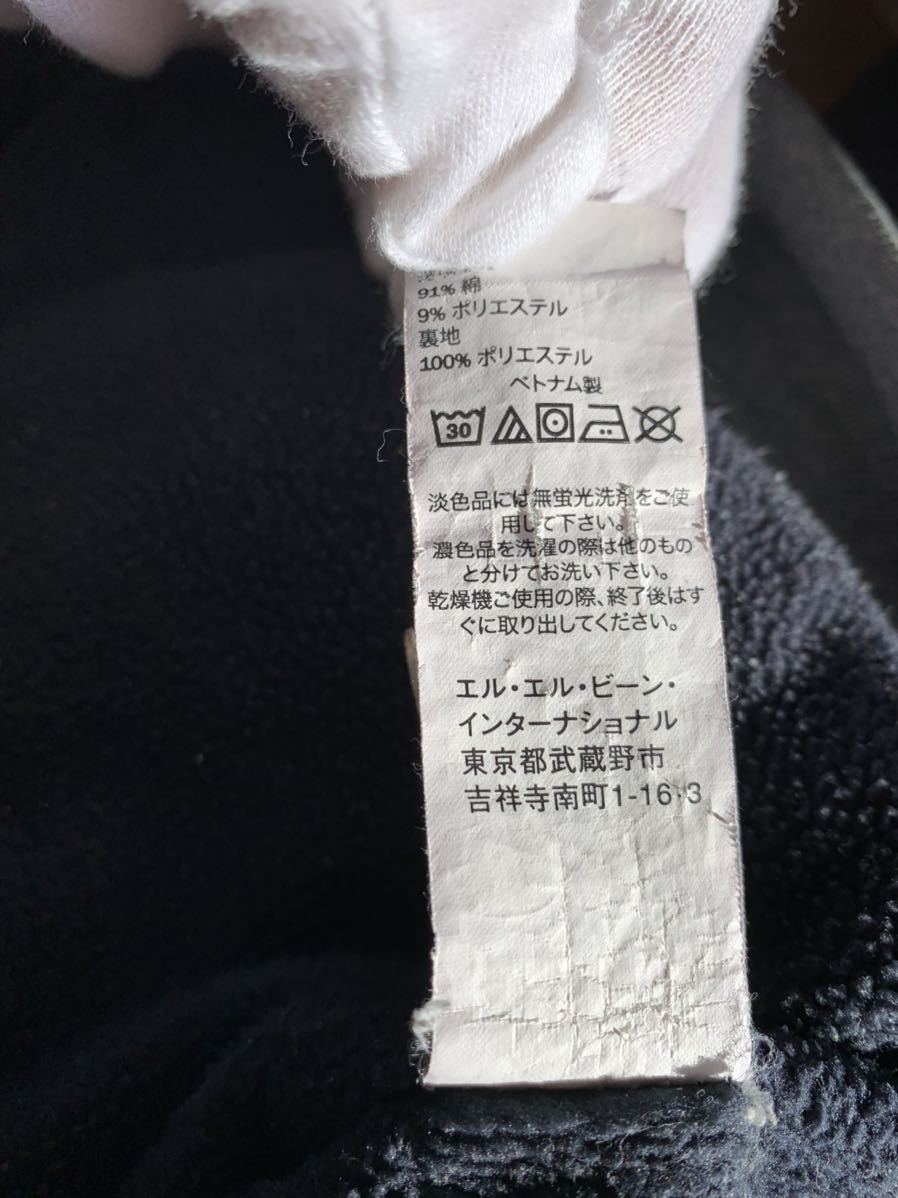 91% 綿
9% ポリエステル
裏地
100% ポリエステル
ベトナム製
30
淡色品には無蛍光洗剤をご使
用して下さい。
濃色品を洗濯の際は他のもの
と分けてお洗い下さい。
乾燥機ご使用の際、終了後はす
ぐに取り出してください。
エル・エル・ビーン・
インターナショナル
東京都武蔵野市
吉祥寺南町1-16-3